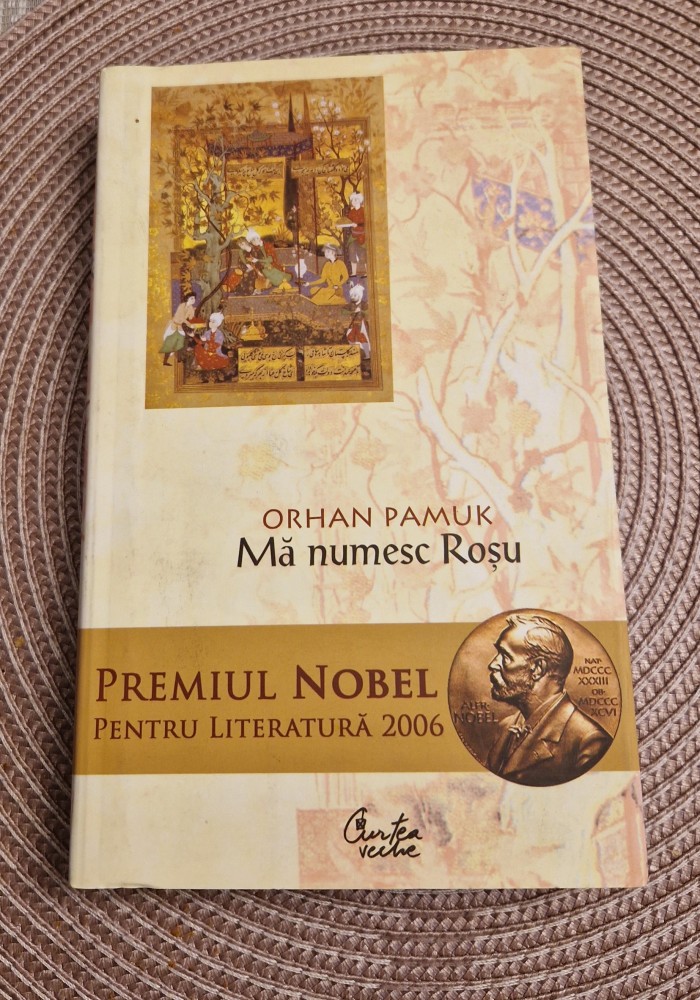 ORHAN PAMUK
Mă numesc Roșu
PREMIUL NOBEL
PENTRU LITERATURĂ 2006
ALFR·
NOBEL
NAT·
MDCCC
XXXIII
OB·
MDCCC
XCVI
Curtea
veche